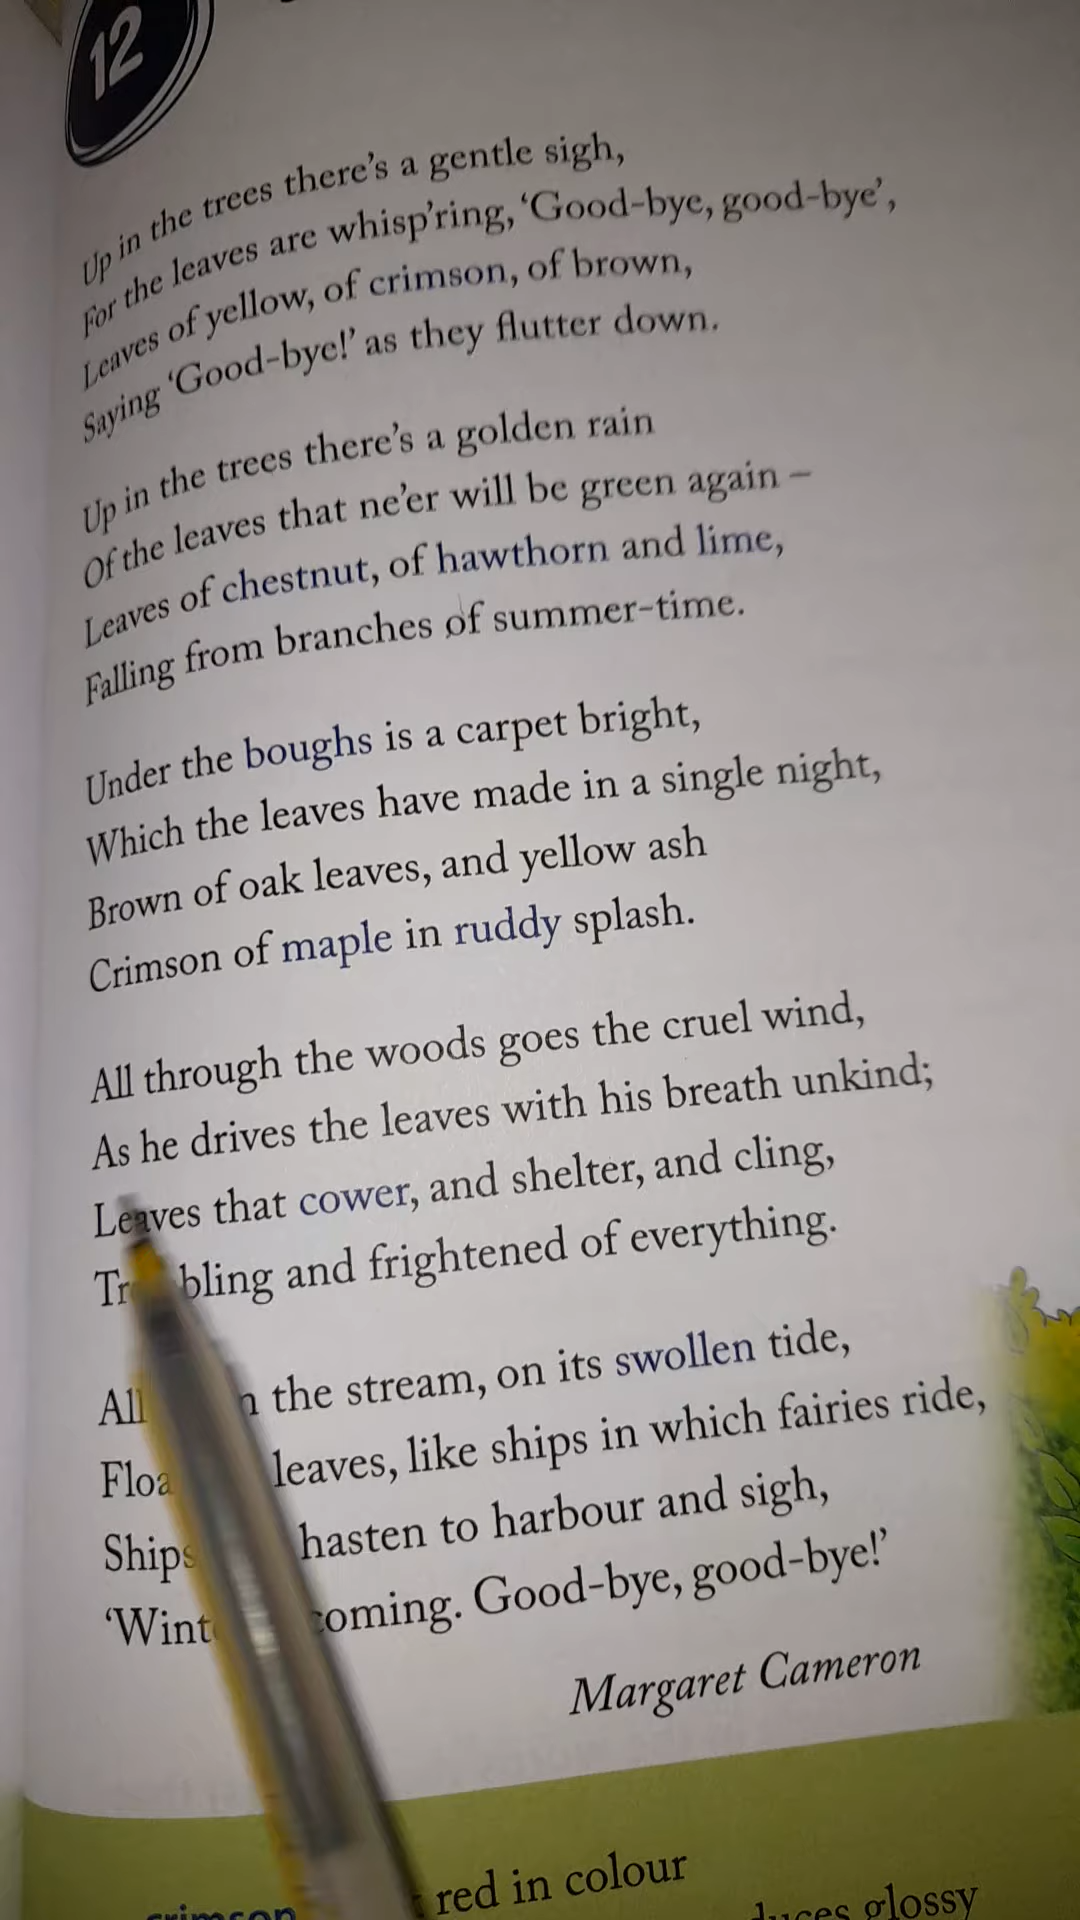 12
Up in the trees there's a gentle sigh,
For the leaves are whisp'ring, 'Good-bye, good-bye',
Leaves of yellow, of crimson, of brown,
Saying 'Good-bye!' as they flutter down.
Up in the trees there's a golden rain
Of the leaves that ne'er will be green again –
Leaves of chestnut, of hawthorn and lime,
Falling from branches of summer-time.
Under the boughs is a carpet bright,
Which the leaves have made in a single night,
Brown of oak leaves, and yellow ash
Crimson of maple in ruddy splash.
All through the woods goes the cruel wind,
As he drives the leaves with his breath unkind;
Leaves that cower, and shelter, and cling,
and frightened of everything.
All the stream, on its swollen tide,
leaves, like ships in which fairies ride,
Ships hasten to harbour and sigh,
coming. Good-bye, good-bye!'
Margaret Cameron
crimson red in colour
glossy